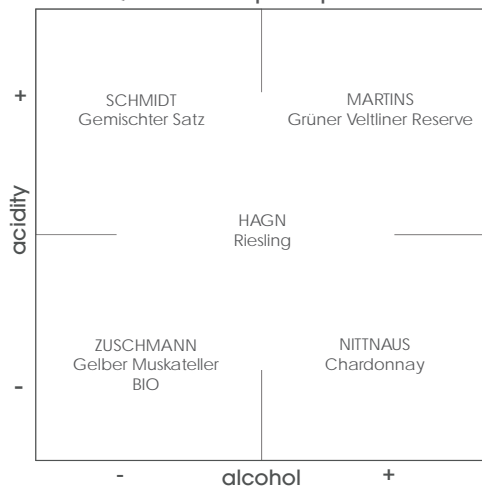 +
SCHMIDT
Gemischter Satz
MARTINS
Grüner Veltliner Reserve
acidity
HAGN
Riesling
ZUSCHMANN
Gelber Muskateller
BIO
NITTNAUS
Chardonnay
-
-
alcohol
+